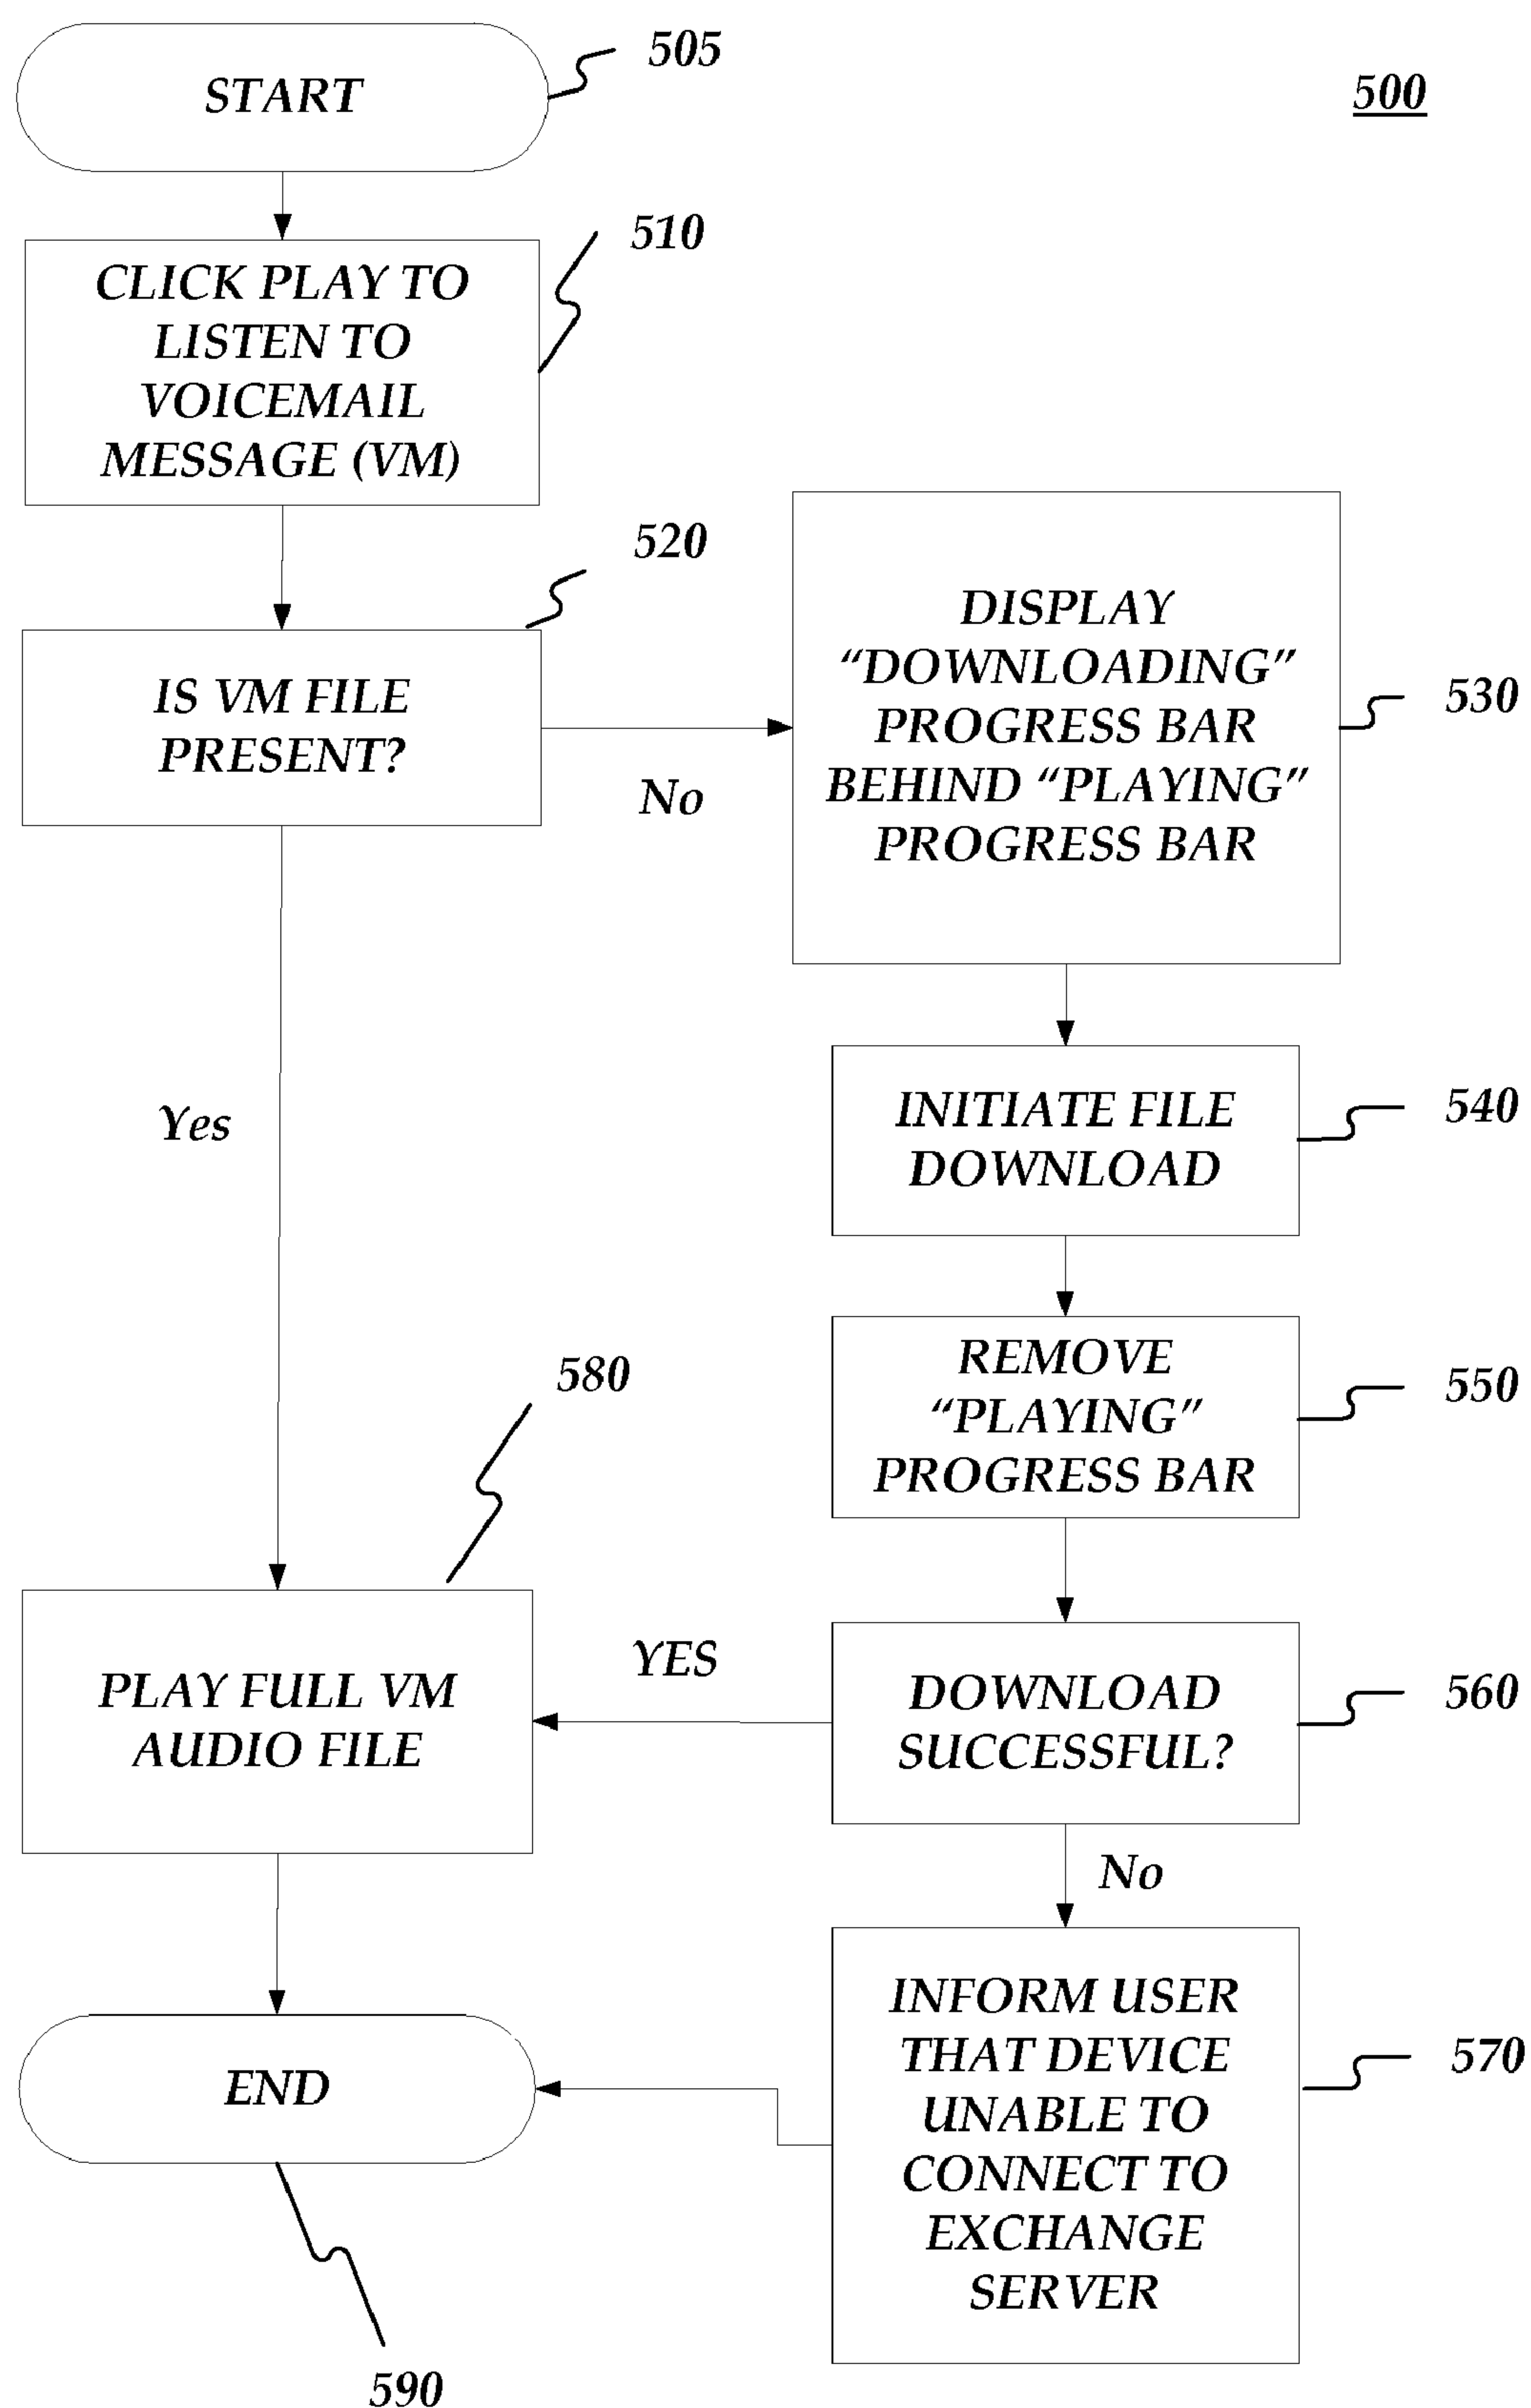 START
505
500
CLICK PLAY TO
LISTEN TO
VOICEMAIL
MESSAGE (VM)
510
IS VM FILE
PRESENT?
520
No
Yes
DISPLAY
“DOWNLOADING”
PROGRESS BAR
BEHIND “PLAYING”
PROGRESS BAR
530
INITIATE FILE
DOWNLOAD
540
REMOVE
“PLAYING”
PROGRESS BAR
550
DOWNLOAD
SUCCESSFUL?
560
YES
No
PLAY FULL VM
AUDIO FILE
580
INFORM USER
THAT DEVICE
UNABLE TO
CONNECT TO
EXCHANGE
SERVER
570
END
590